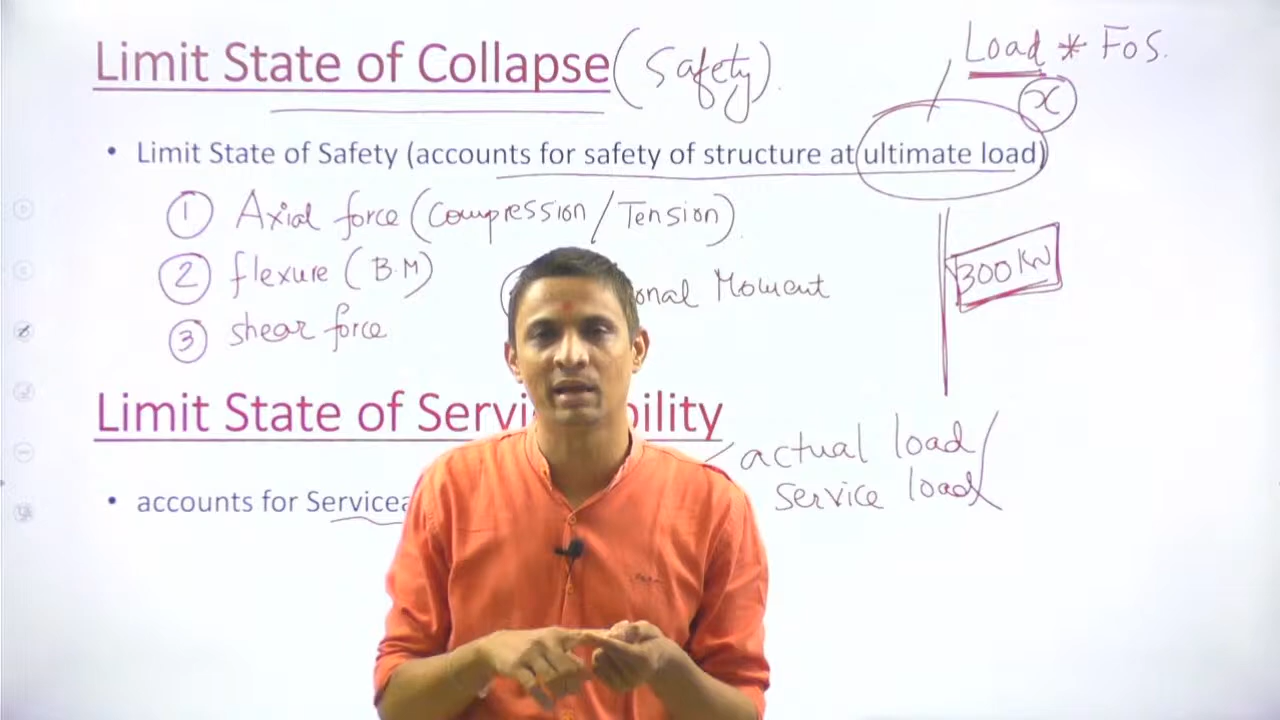 Limit State of Collapse (Safety).
Load * FoS.
x
• Limit State of Safety (accounts for safety of structure at ultimate load)
① Axial force (Compression / Tension).
② flexure (B.M)
onal Moment
③ shear force
300 KN
Limit State of Servi bility
actual load/
service load
• accounts for Servicea